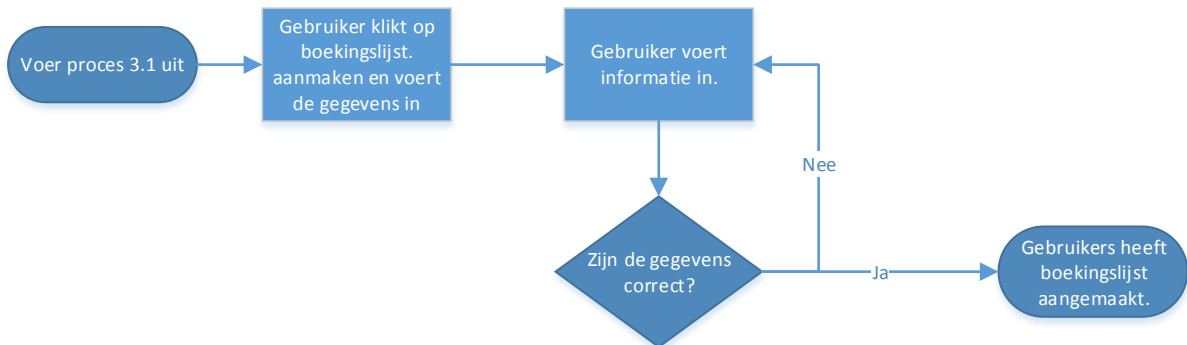 Voer proces 3.1 uit
Gebruiker klikt op
boekingslijst.
aanmaken en voert
de gegevens in
Gebruiker voert
informatie in.
Nee
Zijn de gegevens
correct?
Ja
Gebruikers heeft
boekingslijst
aangemaakt.